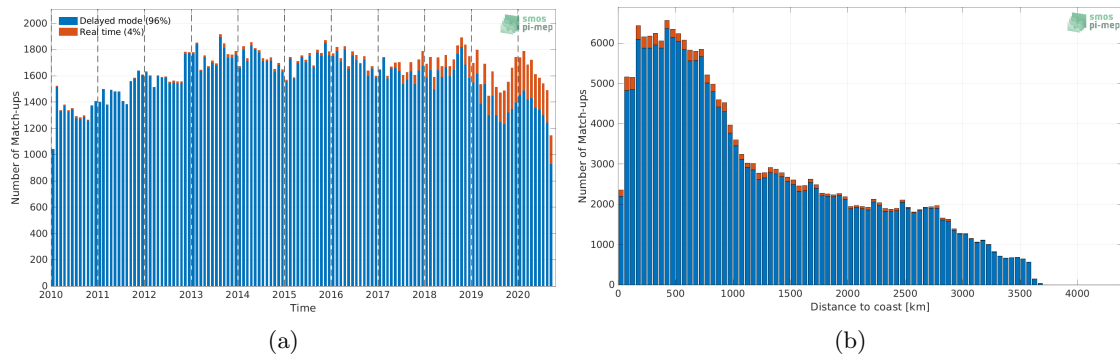 Delayed mode (96%)
Real time (4%)
smos
pi-mep
Number of Match-ups
2000
1800
1600
1400
1200
1000
800
600
400
200
0
2010 2011 2012 2013 2014 2015 2016 2017 2018 2019 2020
Time
(a)
smos
pi-mep
Number of Match-ups
6000
5000
4000
3000
2000
1000
0
0 500 1000 1500 2000 2500 3000 3500 4000
Distance to coast [km]
(b)